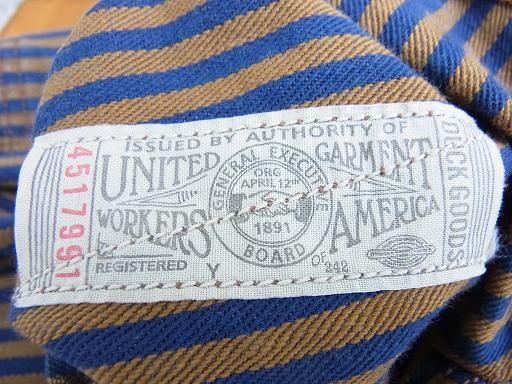 4517991
ISSUED BY AUTHORITY OF
UNITED GARMENT
WORKERS OF AMERICA
GENERAL EXECUTIVE
ORG
APRIL 12TH
1891
BOARD
REGISTERED Y
242
DUCK GOODS